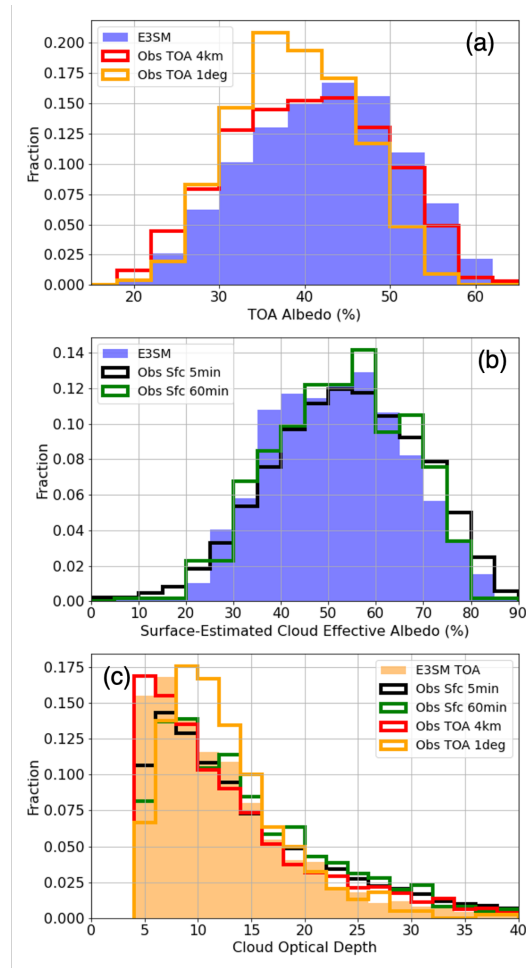 (a)
E3SM
Obs TOA 4km
Obs TOA 1deg
0.200
0.175
0.150
0.125
0.100
0.075
0.050
0.025
0.000
Fraction
20 30 40 50 60
TOA Albedo (%)
(b)
E3SM
Obs Sfc 5min
Obs Sfc 60min
0.14
0.12
0.10
0.08
0.06
0.04
0.02
0.00
Fraction
0 10 20 30 40 50 60 70 80 90
Surface-Estimated Cloud Effective Albedo (%)
(c)
E3SM TOA
Obs Sfc 5min
Obs Sfc 60min
Obs TOA 4km
Obs TOA 1deg
0.175
0.150
0.125
0.100
0.075
0.050
0.025
0.000
Fraction
0 5 10 15 20 25 30 35 40
Cloud Optical Depth